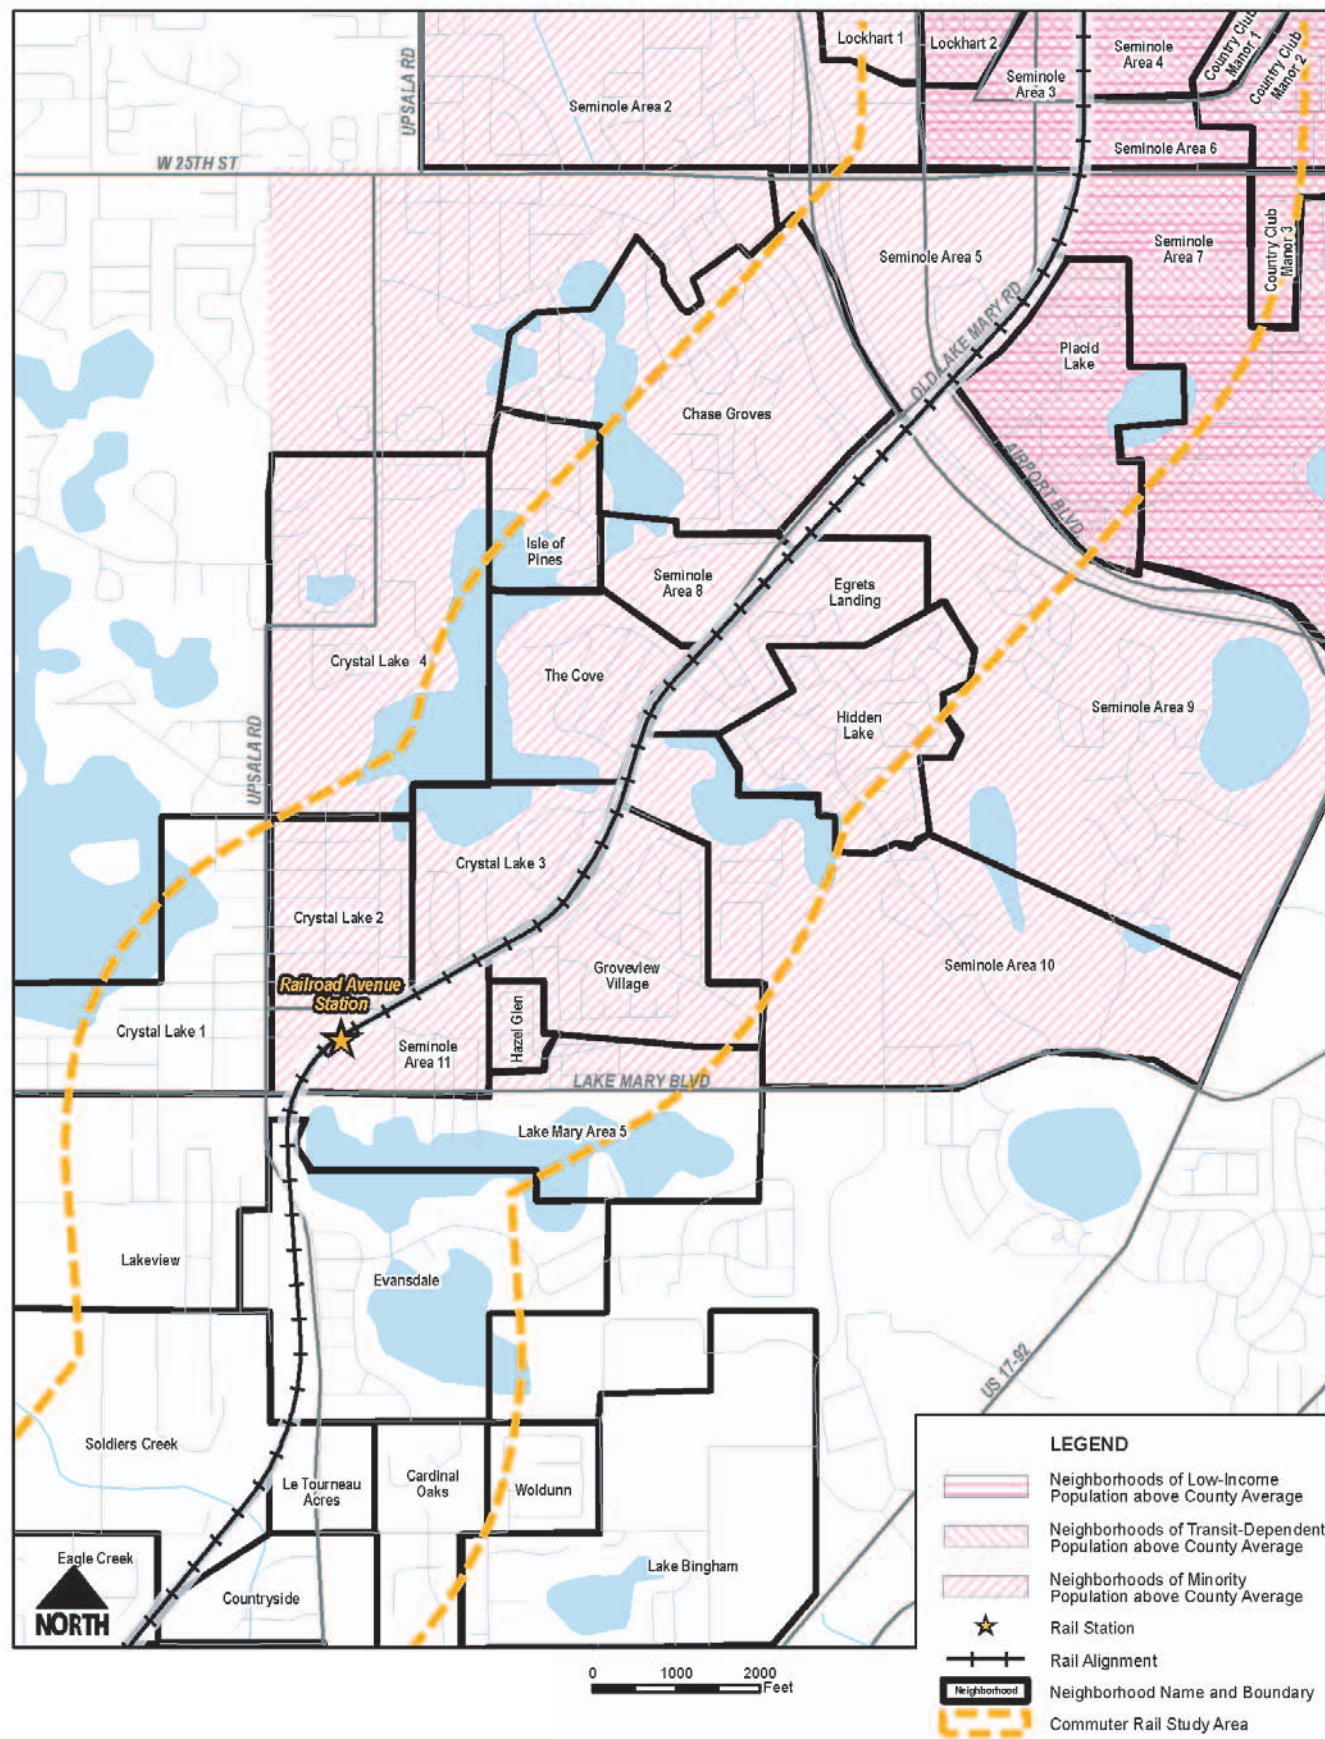 Lockhart 1
Lockhart 2
Seminole
Area 4
Country Club
Manor 1
Country Club
Manor 2
UPSALA RD
Seminole Area 2
Seminole
Area 3
W 25TH ST
Seminole Area 6
Seminole Area 5
Seminole
Area 7
Country Club
Manor 3
OLD LAKE MARY RD
Placid
Lake
Chase Groves
AIRPORT BLVD
Isle of
Pines
Seminole
Area 8
Egrets
Landing
Crystal Lake 4
The Cove
Hidden
Lake
Seminole Area 9
UPSALA RD
Crystal Lake 3
Crystal Lake 2
Groveview
Village
Seminole Area 10
Railroad Avenue
Station
Crystal Lake 1
Seminole
Area 11
Hazel Glen
LAKE MARY BLVD
Lake Mary Area 5
Lakeview
Evansdale
US 17-92
Soldiers Creek
Le Tourneau
Acres
Cardinal
Oaks
Woldunn
Eagle Creek
Lake Bingham
Countryside
NORTH
LEGEND
Neighborhoods of Low-Income
Population above County Average
Neighborhoods of Transit-Dependent
Population above County Average
Neighborhoods of Minority
Population above County Average
Rail Station
Rail Alignment
Neighborhood
Neighborhood Name and Boundary
Commuter Rail Study Area
0 1000 2000
Feet